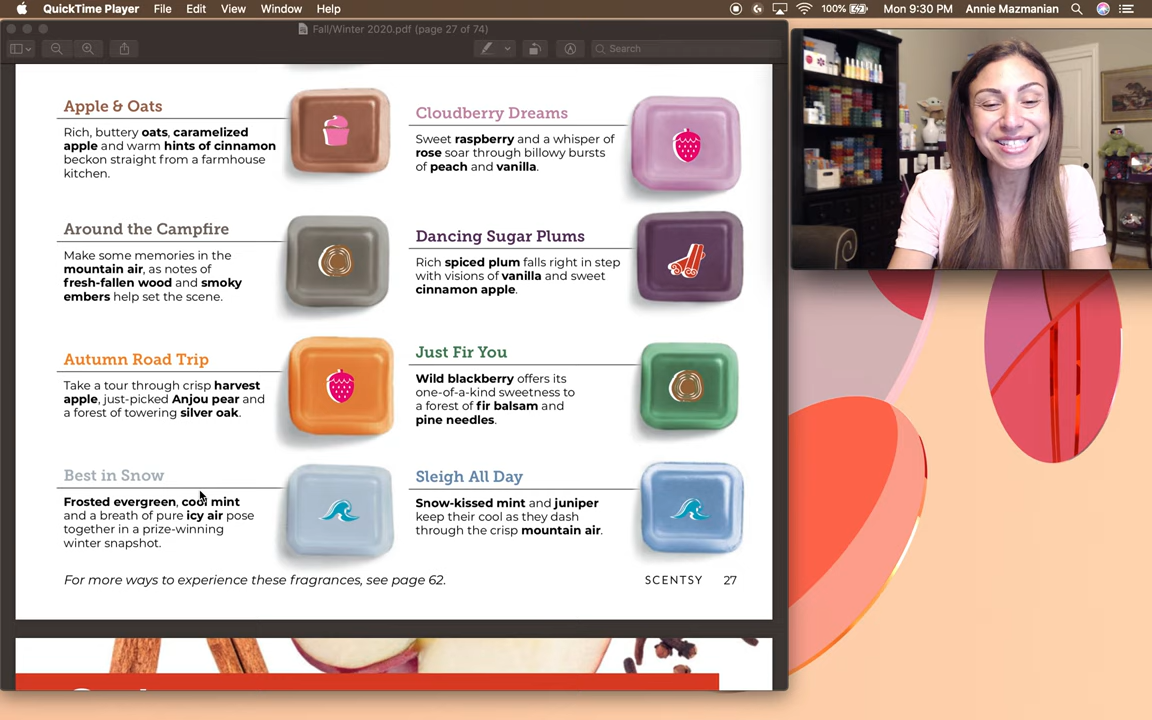 QuickTime Player File Edit View Window Help 100% Mon 9:30 PM Annie Mazmanian
Fall/Winter 2020.pdf (page 27 of 74)
Search
Apple & Oats
Rich, buttery oats, caramelized
apple and warm hints of cinnamon
beckon straight from a farmhouse
kitchen.
Around the Campfire
Make some memories in the
mountain air, as notes of
fresh-fallen wood and smoky
embers help set the scene.
Autumn Road Trip
Take a tour through crisp harvest
apple, just-picked Anjou pear and
a forest of towering silver oak.
Best in Snow
Frosted evergreen, cool mint
and a breath of pure icy air pose
together in a prize-winning
winter snapshot.
Cloudberry Dreams
Sweet raspberry and a whisper of
rose soar through billowy bursts
of peach and vanilla.
Dancing Sugar Plums
Rich spiced plum falls right in step
with visions of vanilla and sweet
cinnamon apple.
Just Fir You
Wild blackberry offers its
one-of-a-kind sweetness to
a forest of fir balsam and
pine needles.
Sleigh All Day
Snow-kissed mint and juniper
keep their cool as they dash
through the crisp mountain air.
For more ways to experience these fragrances, see page 62.
SCENTSY 27